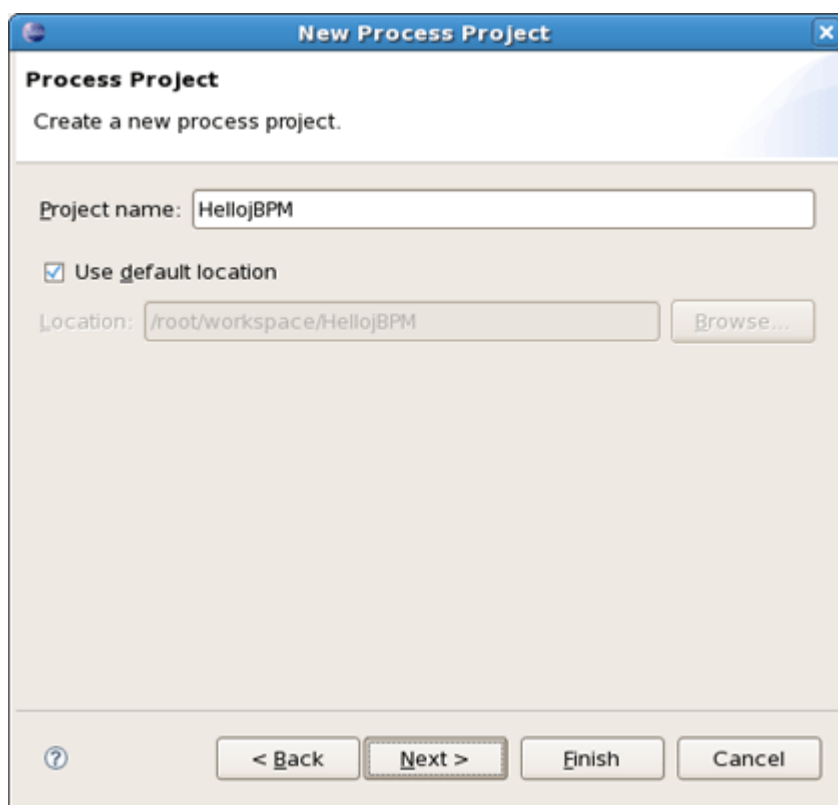 New Process Project
Process Project
Create a new process project.
Project name: HellojBPM
Use default location
Location: /root/workspace/HellojBPM Browse...
< Back Next > Finish Cancel